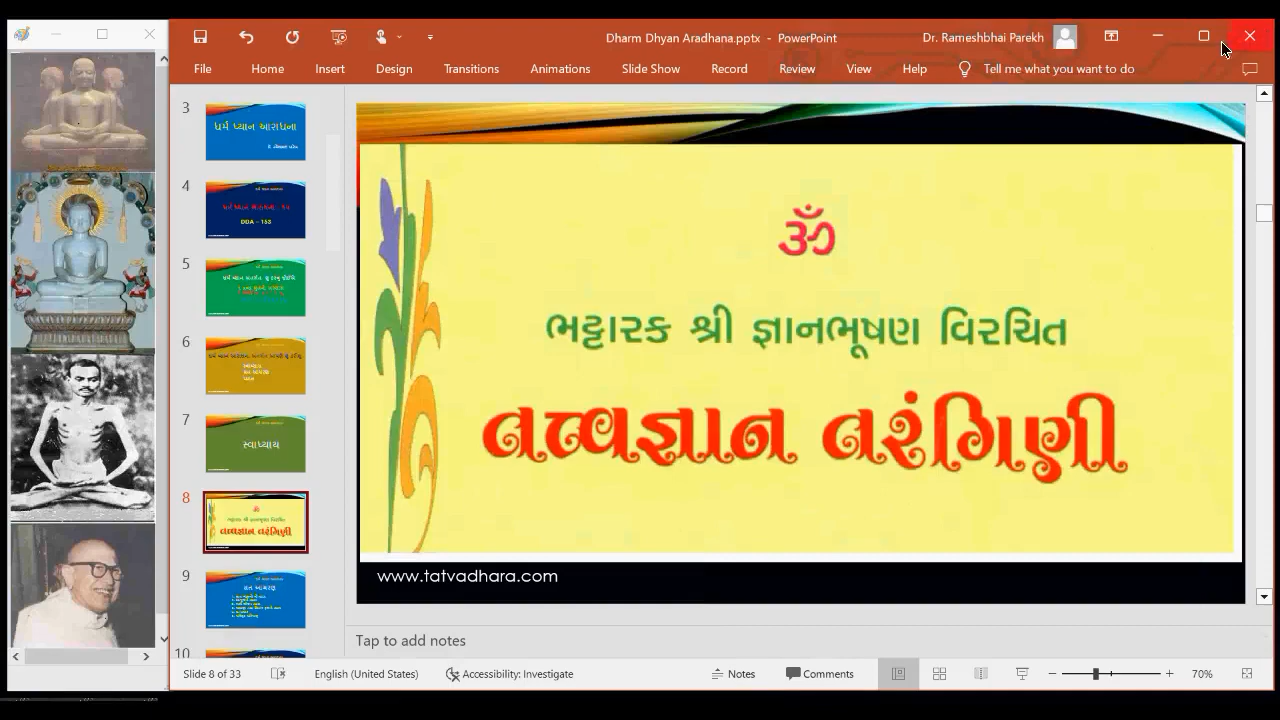 Dharm Dhyan Aradhana.pptx - PowerPoint
Dr. Rameshbhai Parekh
File Home Insert Design Transitions Animations Slide Show Record Review View Help Tell me what you want to do
3
ધર્મ ધ્યાન આરાધના
4
DDA - 153
5
6
7
સ્વાધ્યાય
8
9
10
ૐ
ભટ્ટારક શ્રી જ્ઞાનભૂષણ વિરચિત
તત્ત્વજ્ઞાન તરંગિણી
www.tatvadhara.com
Tap to add notes
Slide 8 of 33 English (United States) Accessibility: Investigate Notes Comments 70%